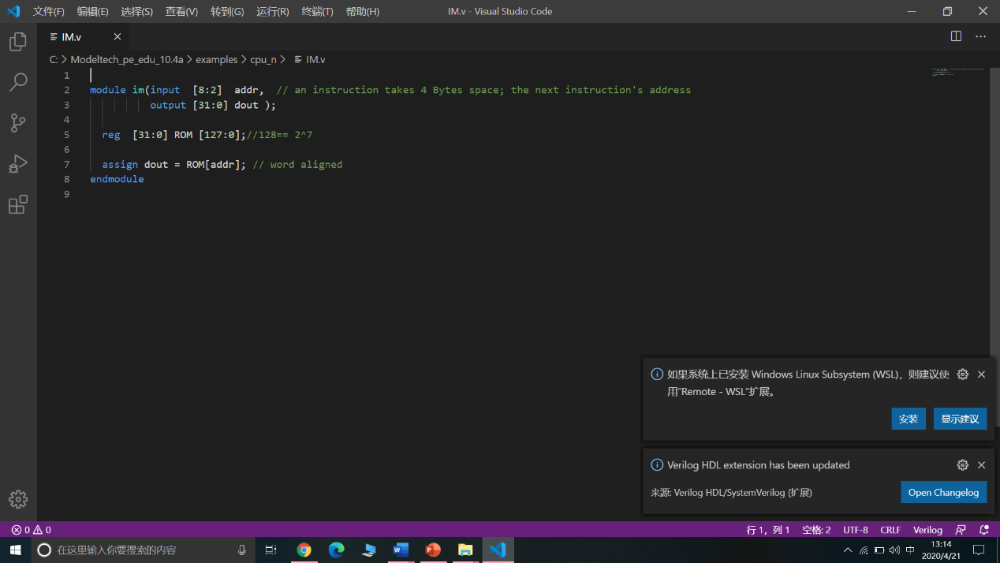 文件(F) 编辑(E) 选择(S) 查看(V) 转到(G) 运行(R) 终端(T) 帮助(H) IM.v - Visual Studio Code
IM.v
C: > Modeltech_pe_edu_10.4a > examples > cpu_n > IM.v
1
2 module im(input  [8:2]  addr,  // an instruction takes 4 Bytes space; the next instruction's address
3           output [31:0] dout );
4
5   reg  [31:0] ROM [127:0];//128== 2^7
6
7   assign dout = ROM[addr]; // word aligned
8 endmodule
9
如果系统上已安装 Windows Linux Subsystem (WSL)，则建议使
用"Remote - WSL"扩展。
安装 显示建议
Verilog HDL extension has been updated
来源: Verilog HDL/SystemVerilog (扩展) Open Changelog
0 0 行 1，列 1 空格: 2 UTF-8 CRLF Verilog
在这里输入你要搜索的内容 中 13:14
2020/4/21